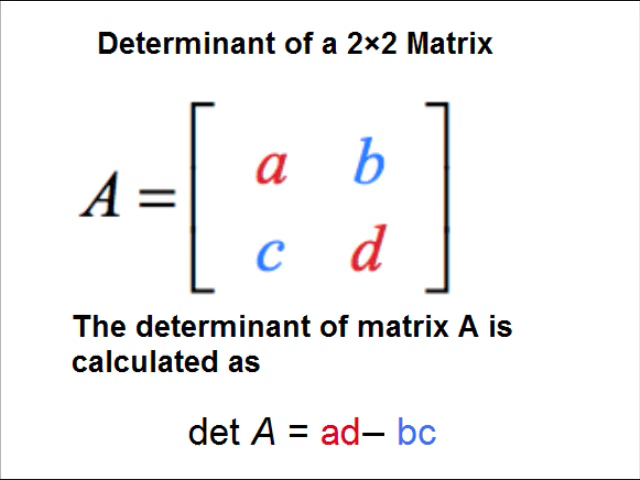 Determinant of a 2×2 Matrix
A = [ a b
c d ]
The determinant of matrix A is
calculated as
det A = ad– bc